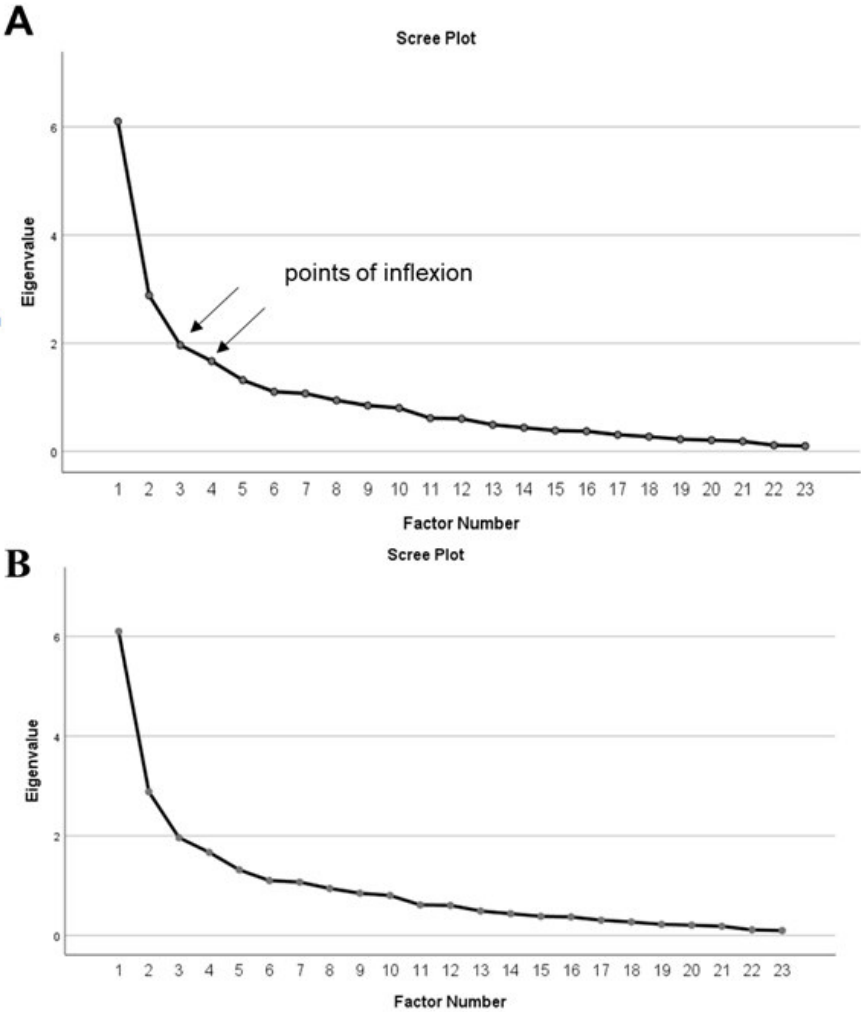 A
Scree Plot
6
4
2
0
Eigenvalue
points of inflexion
1 2 3 4 5 6 7 8 9 10 11 12 13 14 15 16 17 18 19 20 21 22 23
Factor Number
B
Scree Plot
6
4
2
0
Eigenvalue
1 2 3 4 5 6 7 8 9 10 11 12 13 14 15 16 17 18 19 20 21 22 23
Factor Number